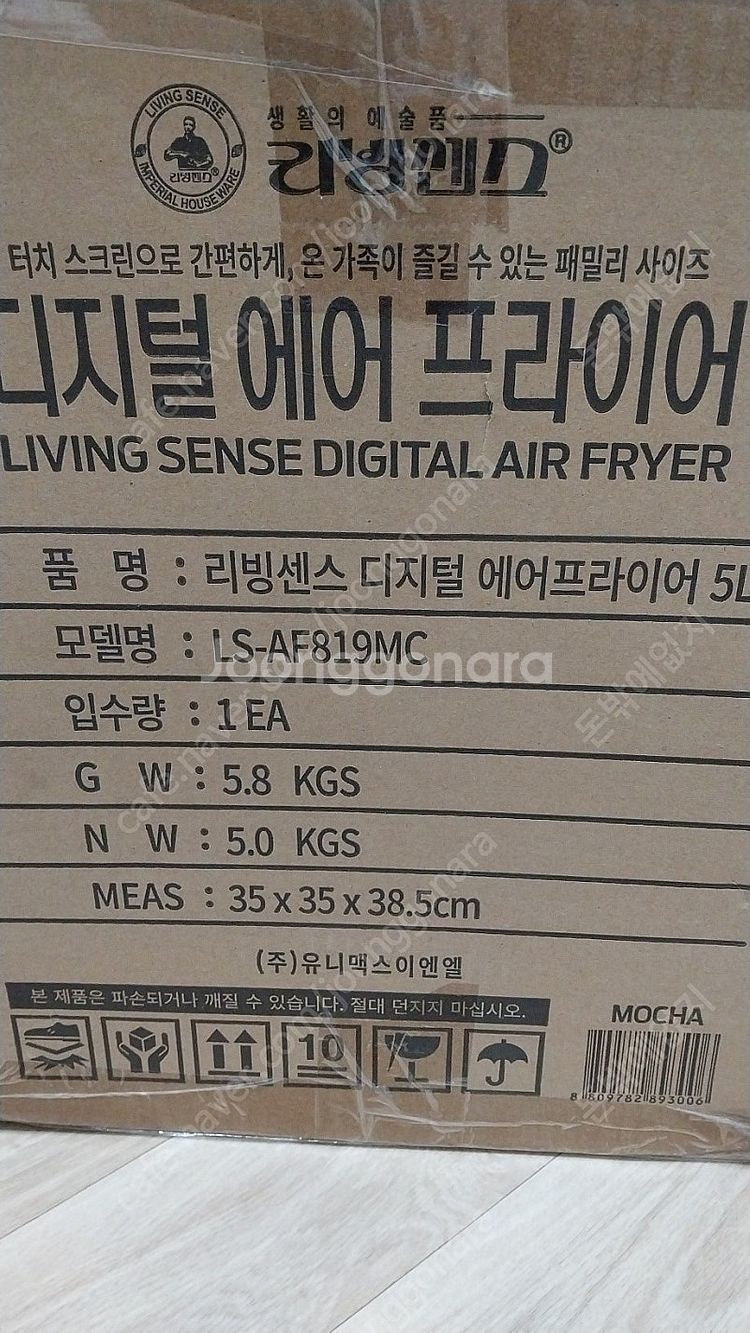 LIVING SENSE
리빙센스®
IMPERIAL HOUSEWARE
생활의 예술품
리빙센스®
터치 스크린으로 간편하게, 온 가족이 즐길 수 있는 패밀리 사이즈
디지털 에어 프라이어
LIVING SENSE DIGITAL AIR FRYER
품 명 : 리빙센스 디지털 에어프라이어 5L
모델명 : LS-AF819MC
Joonggonara
입수량 : 1 EA
G W : 5.8 KGS
N W : 5.0 KGS
MEAS : 35 x 35 x 38.5cm
(주)유니맥스이엔엘
본 제품은 파손되거나 깨질 수 있습니다. 절대 던지지 마십시오.
10
MOCHA
8 809782 893006